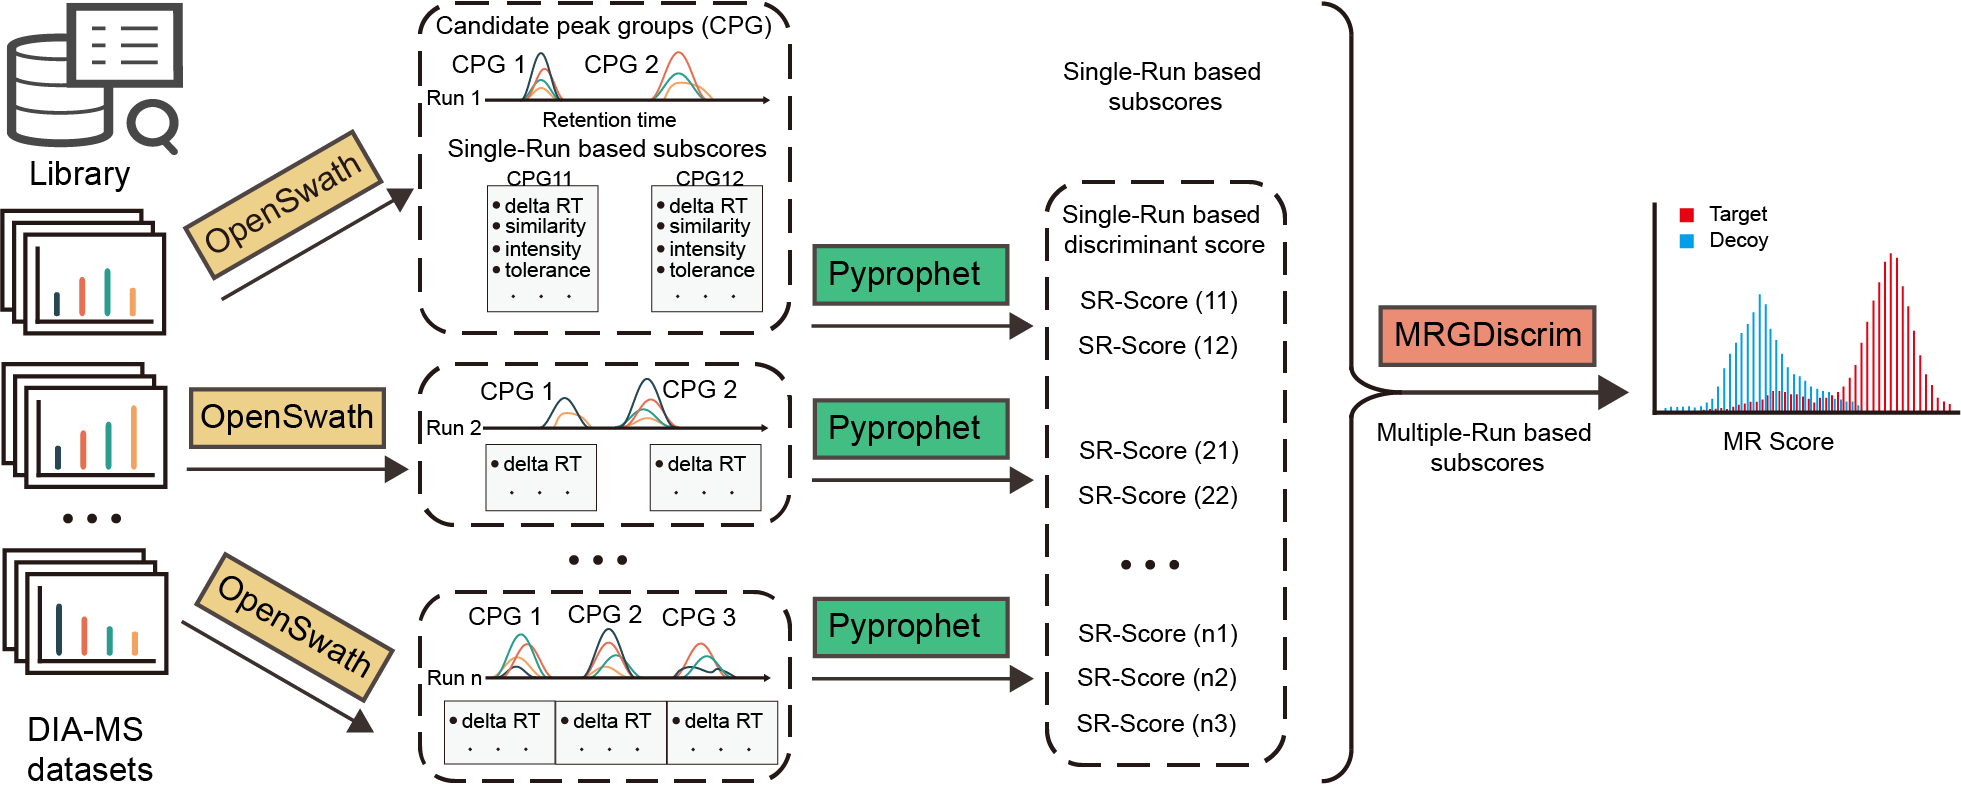 Library
DIA-MS
datasets
OpenSwath
OpenSwath
OpenSwath
Candidate peak groups (CPG)
CPG 1
CPG 2
Run 1
Retention time
Single-Run based subscores
CPG11
CPG12
• delta RT
• similarity
• intensity
• tolerance
. . .
• delta RT
• similarity
• intensity
• tolerance
. . .
CPG 1
CPG 2
Run 2
• delta RT
. . .
• delta RT
. . .
CPG 1
CPG 2
CPG 3
Run n
• delta RT
. . .
• delta RT
. . .
• delta RT
. . .
Pyprophet
Pyprophet
Pyprophet
Single-Run based
subscores
Single-Run based
discriminant score
SR-Score (11)
SR-Score (12)
SR-Score (21)
SR-Score (22)
SR-Score (n1)
SR-Score (n2)
SR-Score (n3)
MRGDiscrim
Multiple-Run based
subscores
Target
Decoy
MR Score